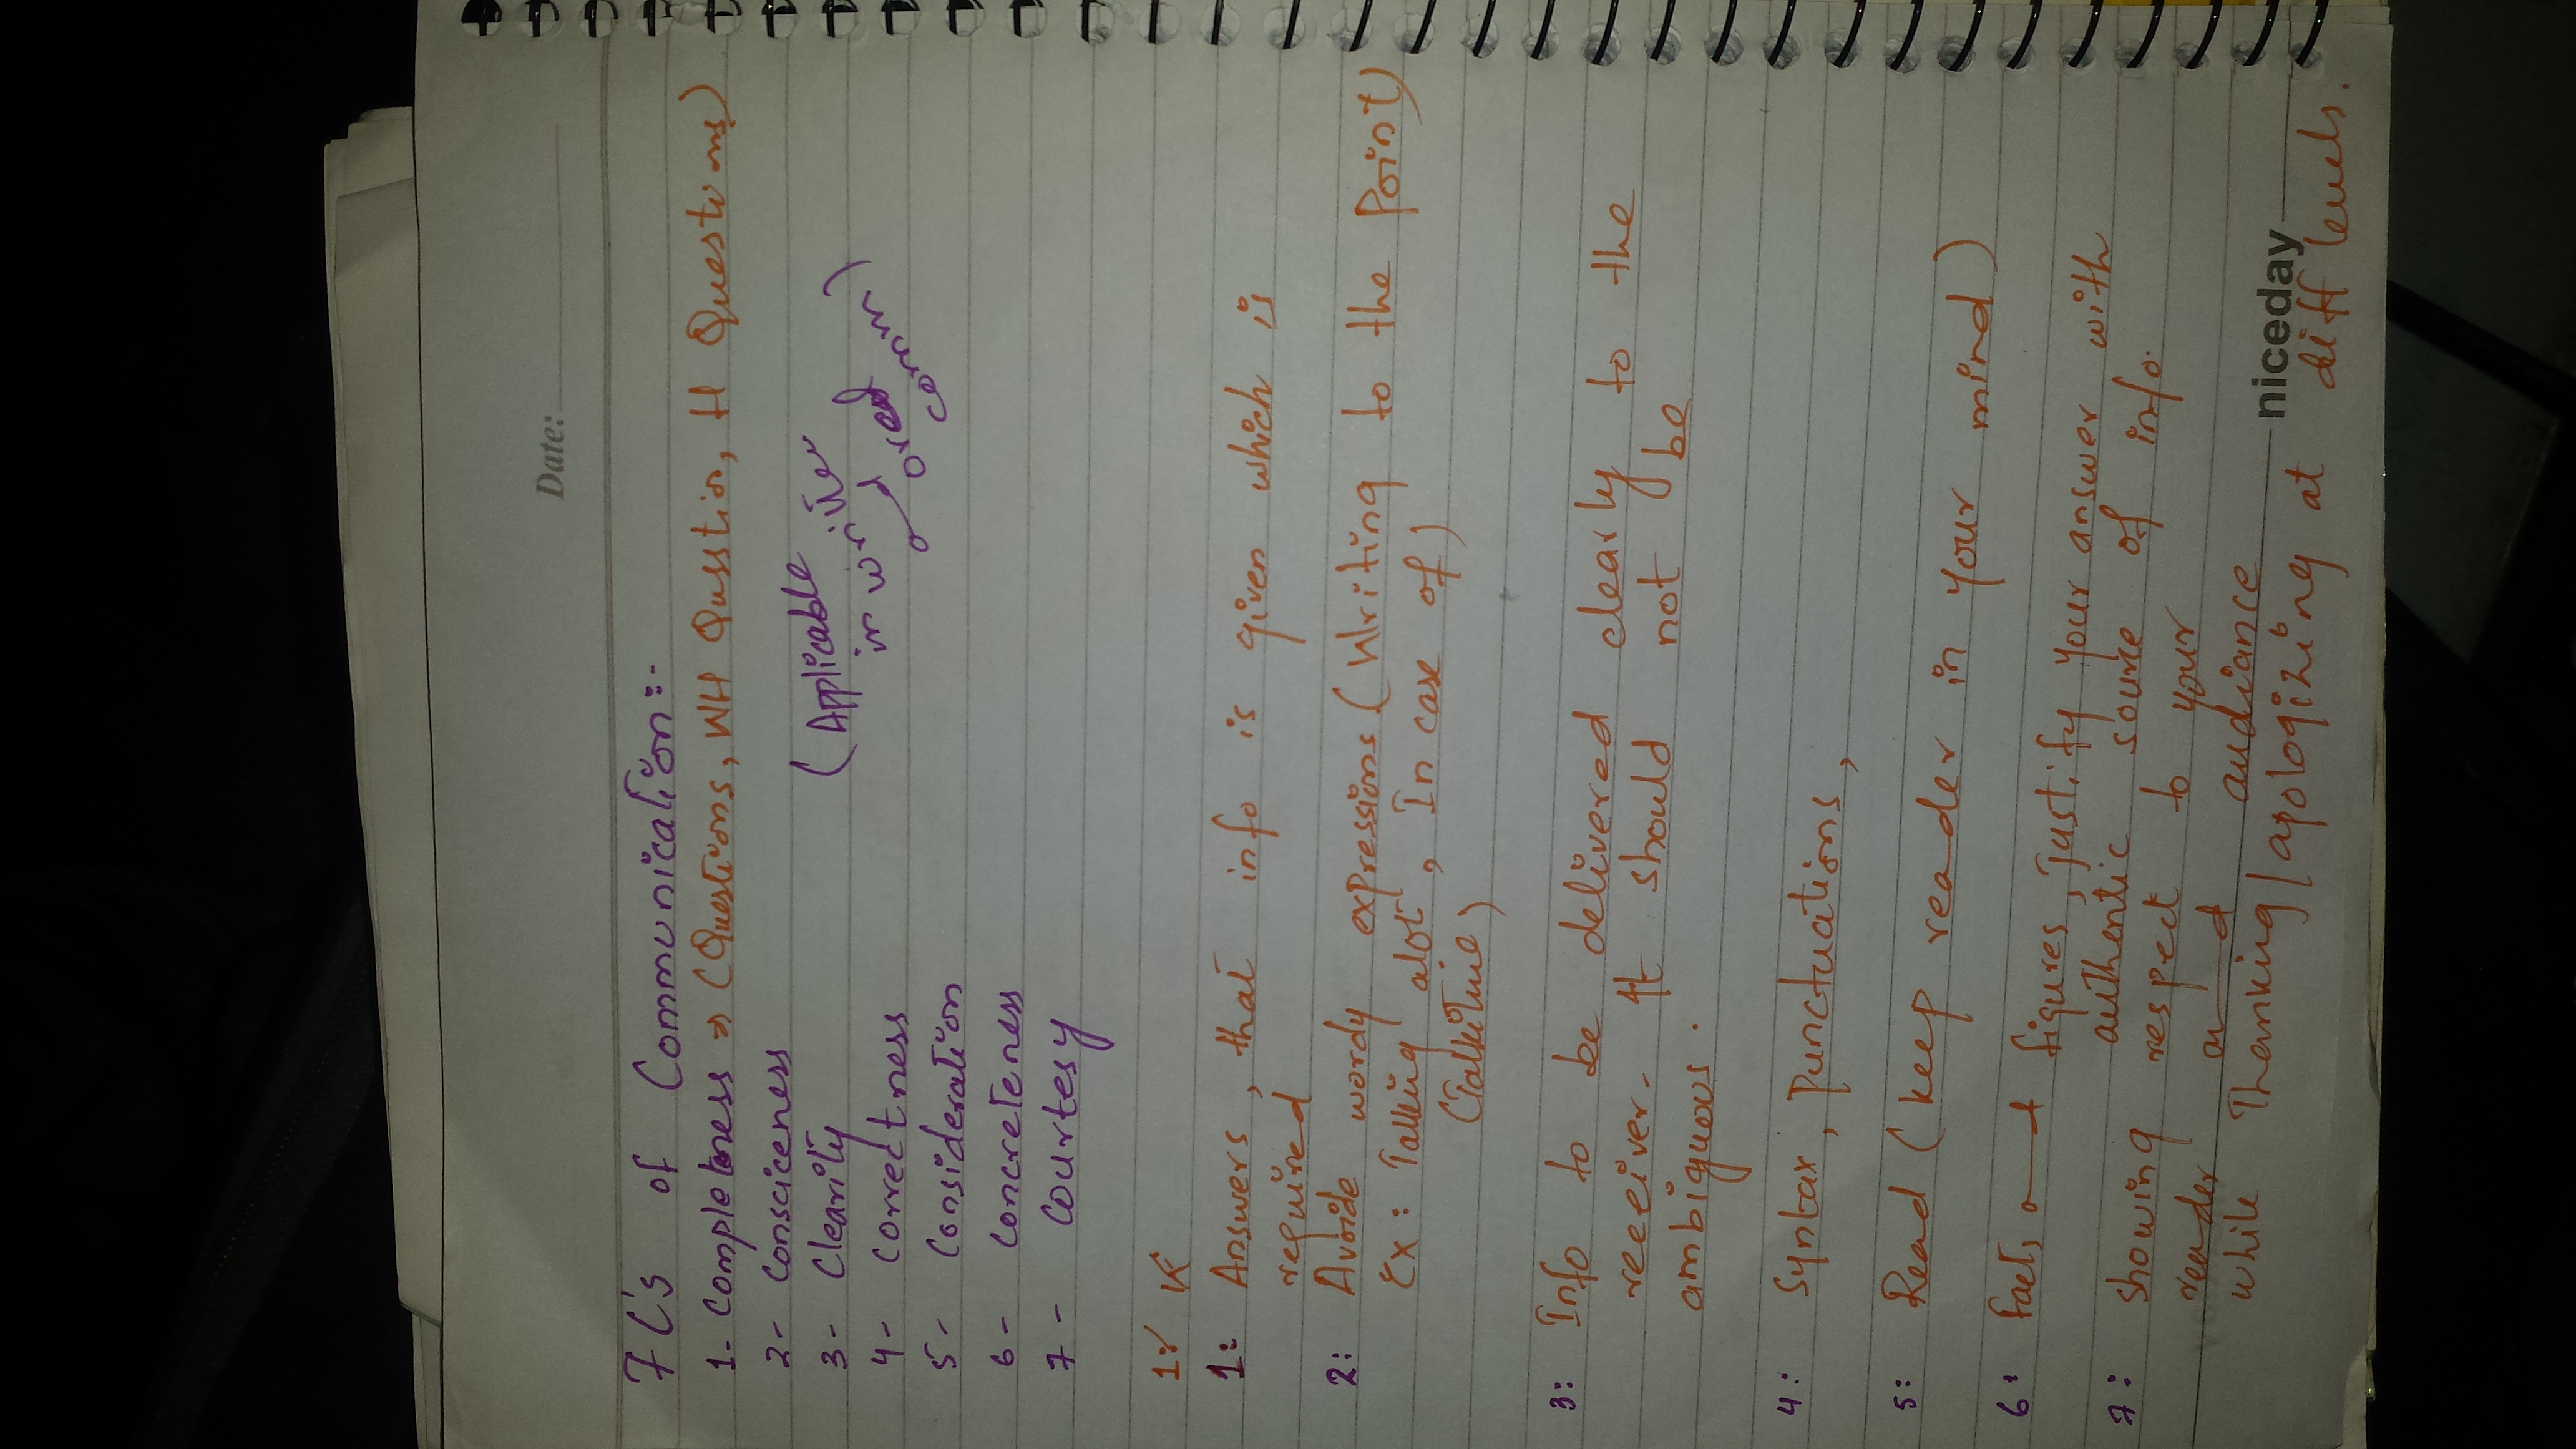 Date:
7 C's of Communication:-
1- Completeness → (Questions, WH Qusstion, H Questions)
2- Consciceness
3- Clearity
4- Correctness
5- Consideration
6- Concreteness
7- Courtesy
(Applicable
in written
and oreal
comm)
1:
1: Answers, that info is given which is
required
2: Avoide wordy expressions (Writing to the Point)
Ex: Talking alot, In case of)
3: Info to be delivered clearly to the
receiver. It should not be
ambiguous.
4: Syntax, punctuations,
5: Read (keep reader in your mind)
6: Facts and figures, justify your answer with
authentic source of info.
7: showing respect to your
reader and audiance
while Thanking/apologizing at diff levels.
niceday